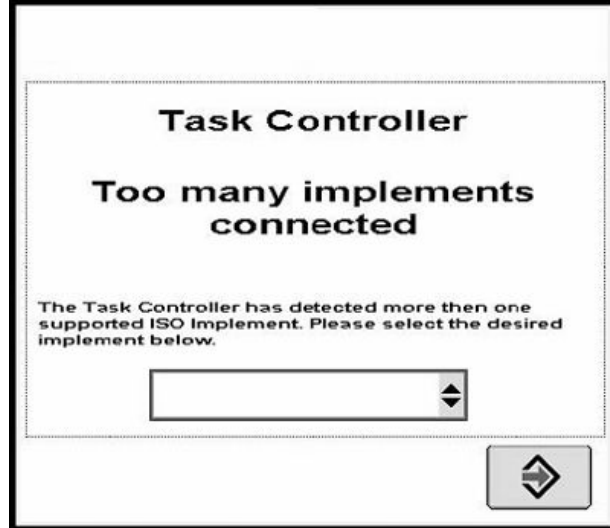 Task Controller
Too many implements
connected
The Task Controller has detected more then one
supported ISO Implement. Please select the desired
implement below.